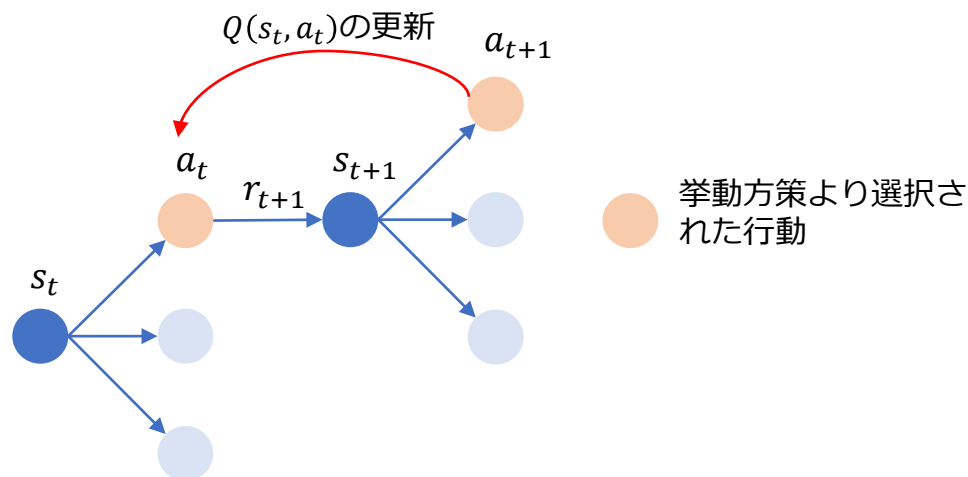 Q(s_t, a_t)の更新
a_{t+1}
a_t
s_{t+1}
r_{t+1}
挙動方策より選択さ
れた行動
s_t